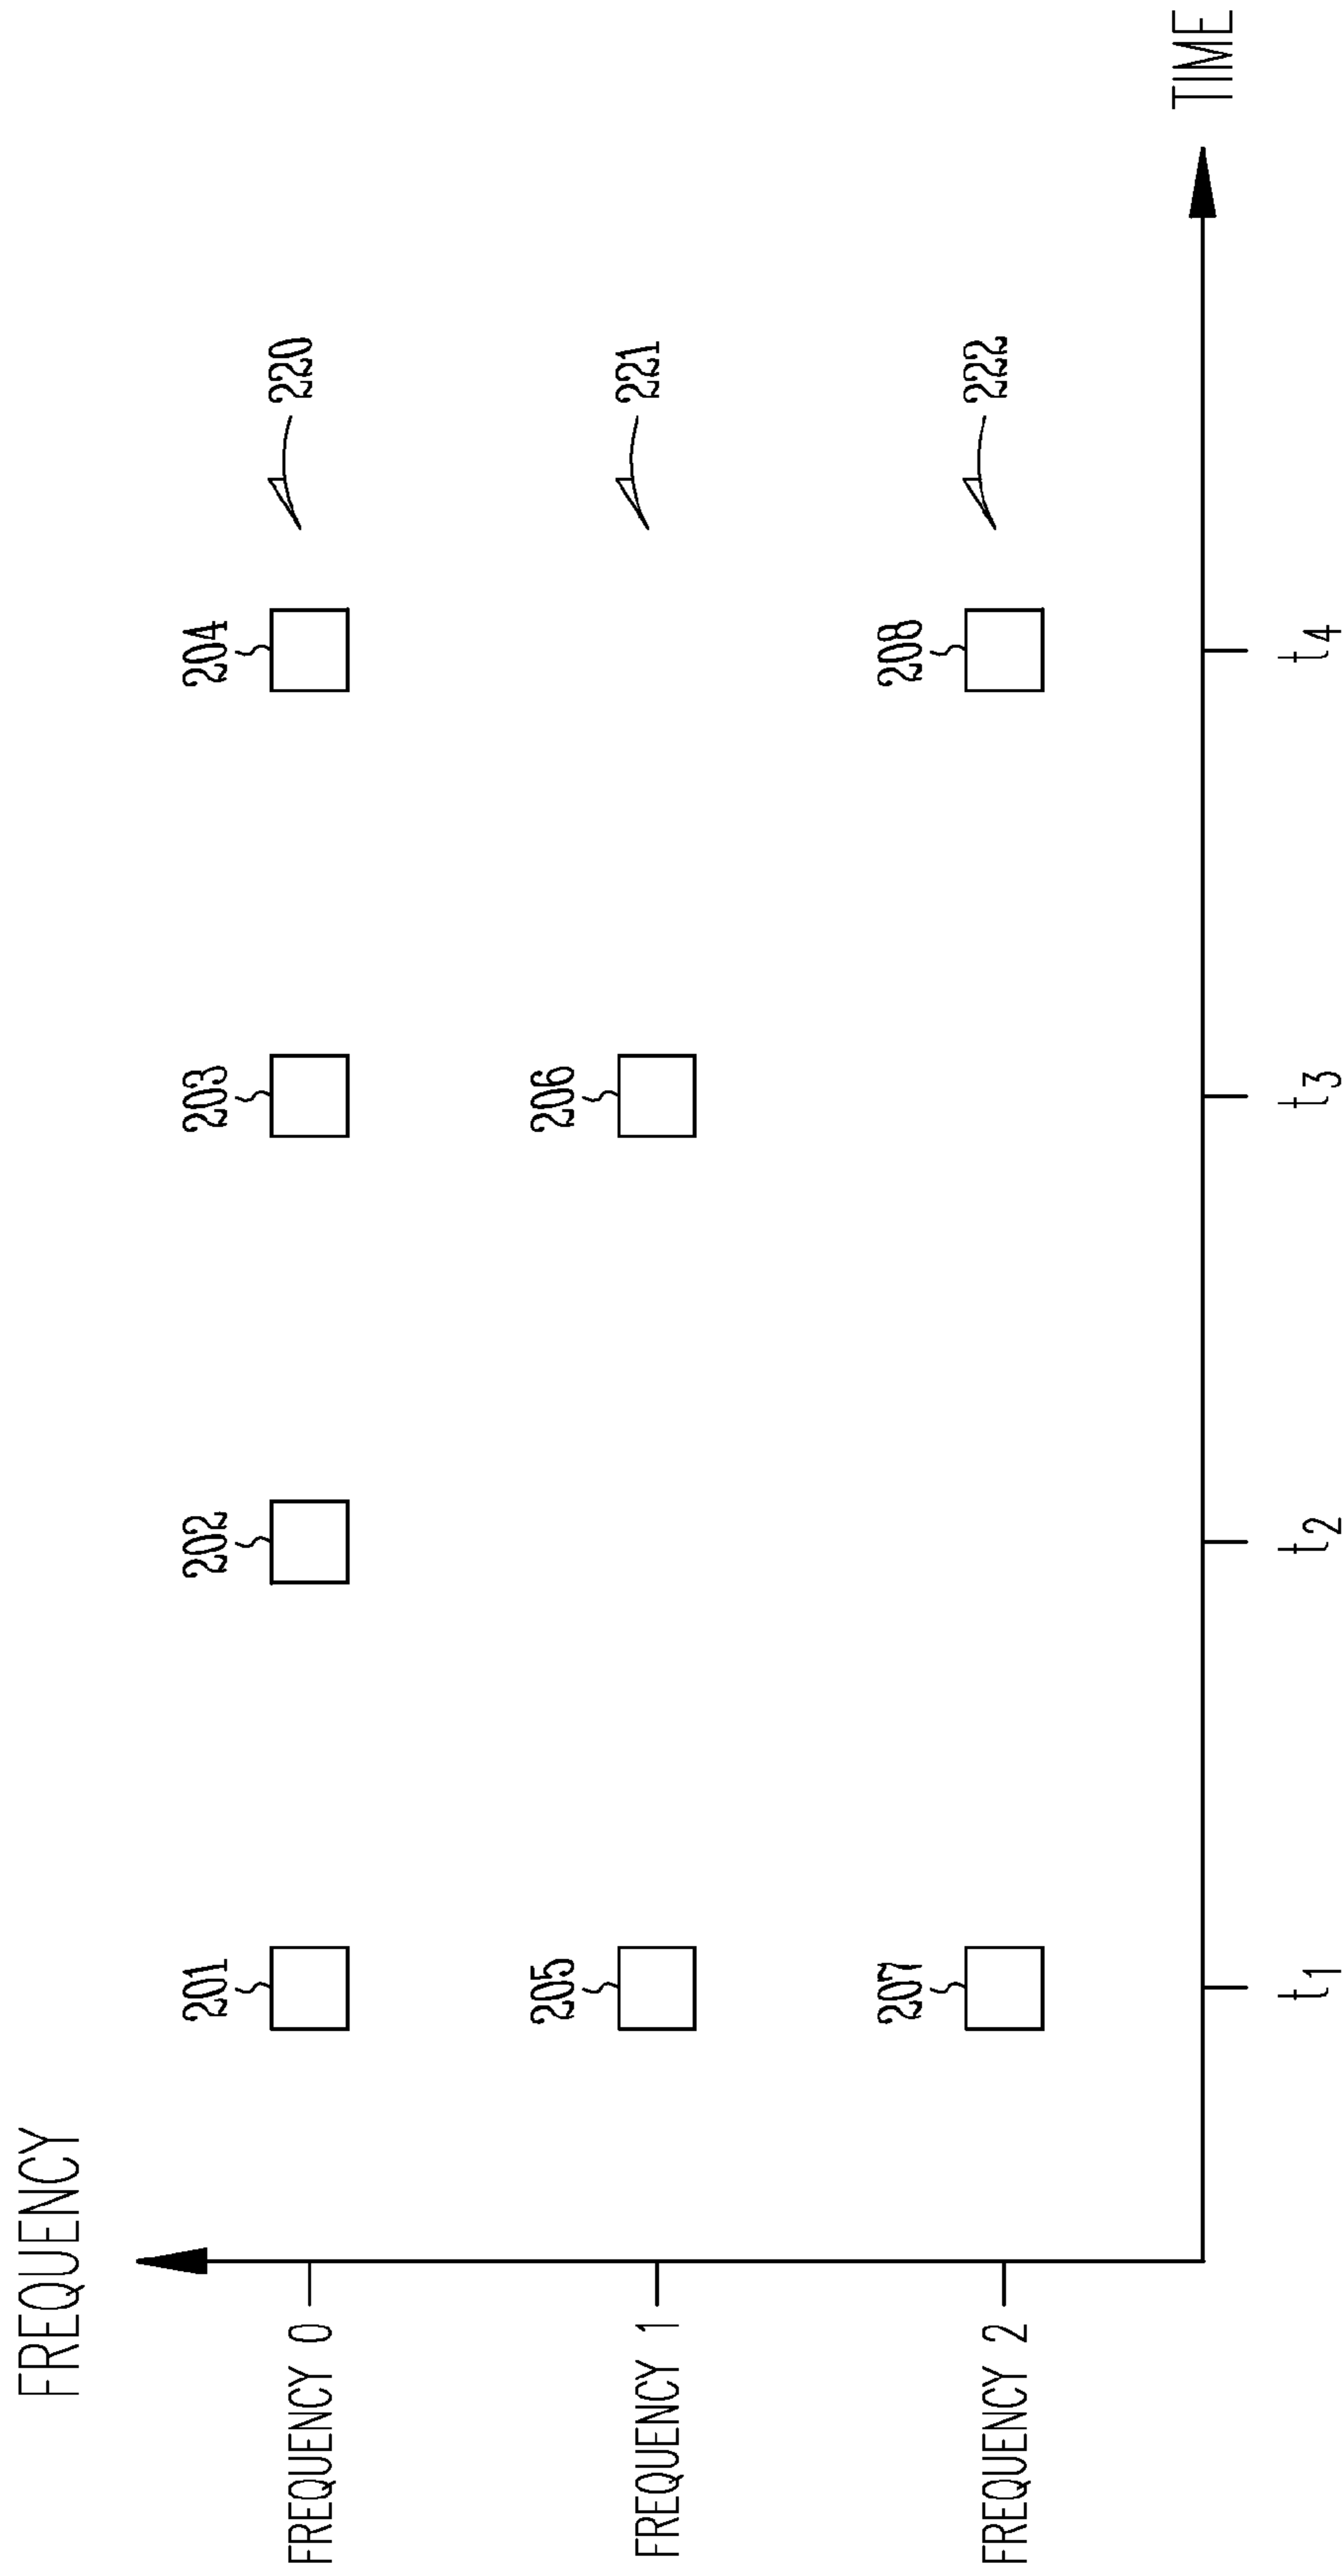 FREQUENCY
FREQUENCY 0
201
202
203
204
220
FREQUENCY 1
205
206
221
FREQUENCY 2
207
208
222
TIME
t1
t2
t3
t4